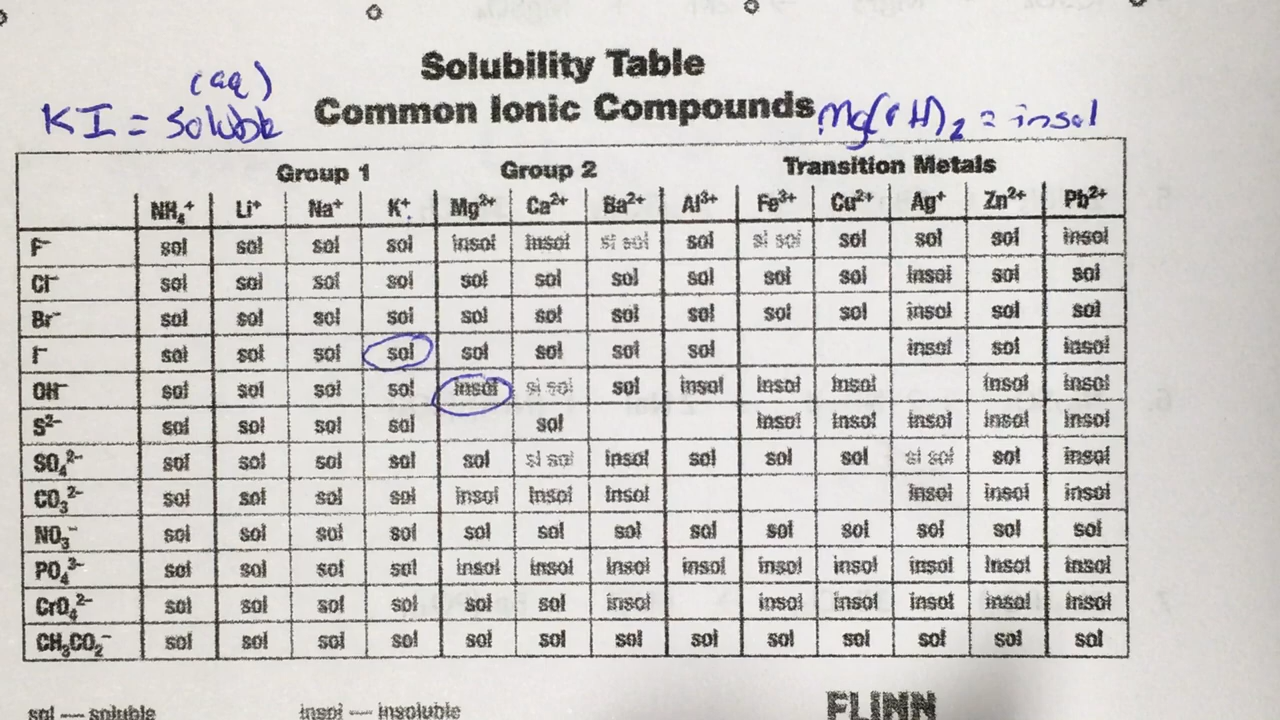 Solubility Table
(aq)
KI = soluble
Common Ionic Compounds
Mg(OH)₂ = insol
Group 1 Group 2 Transition Metals
NH₄⁺ Li⁺ Na⁺ K⁺ Mg²⁺ Ca²⁺ Ba²⁺ Al³⁺ Fe³⁺ Cu²⁺ Ag⁺ Zn²⁺ Pb²⁺
F⁻ sol sol sol sol insol insol sl sol sol sl sol sol sol sol insol
Cl⁻ sol sol sol sol sol sol sol sol sol sol insol sol sol
Br⁻ sol sol sol sol sol sol sol sol sol sol insol sol sol
I⁻ sol sol sol sol sol sol sol sol insol sol insol
OH⁻ sol sol sol sol insol sl sol sol insol insol insol insol insol
S²⁻ sol sol sol sol sol insol insol insol insol insol
SO₄²⁻ sol sol sol sol sol sl sol insol sol sol sol sl sol sol insol
CO₃²⁻ sol sol sol sol insol insol insol insol insol insol
NO₃⁻ sol sol sol sol sol sol sol sol sol sol sol sol sol
PO₄³⁻ sol sol sol sol insol insol insol insol insol insol insol insol insol
CrO₄²⁻ sol sol sol sol sol sol insol insol insol insol insol insol
CH₃CO₂⁻ sol sol sol sol sol sol sol sol sol sol sol sol sol
sol — soluble insol — insoluble FLINN